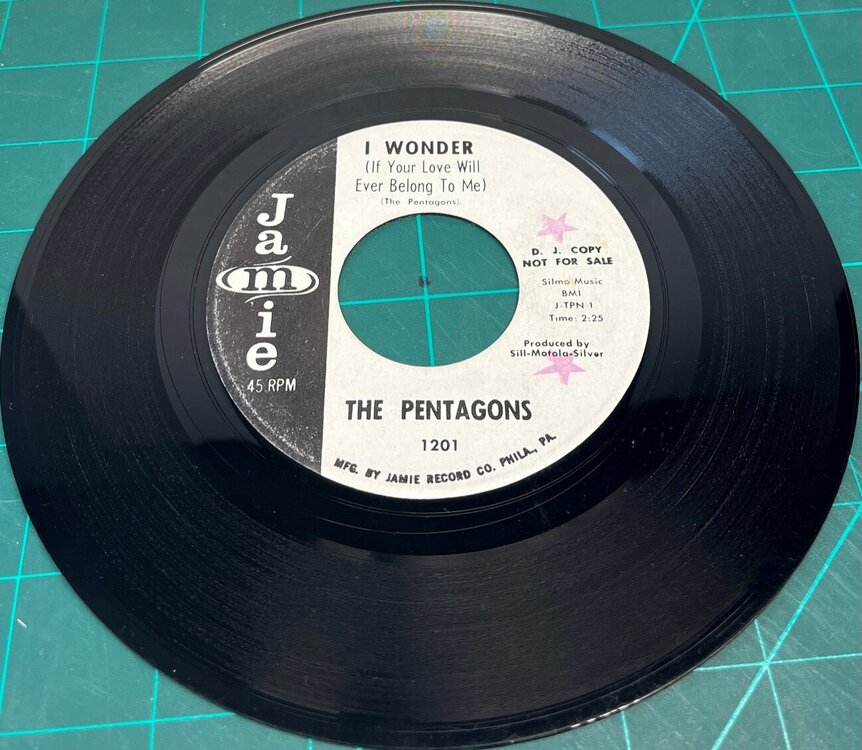 I WONDER
(If Your Love Will
Ever Belong To Me)
(The Pentagons)
Jamie
45 RPM
D. J. COPY
NOT FOR SALE
Silmo Music
BMI
J-TPN 1
Time: 2:25
Produced by
Sill-Motola-Silver
THE PENTAGONS
1201
MFG. BY JAMIE RECORD CO. PHILA., PA.